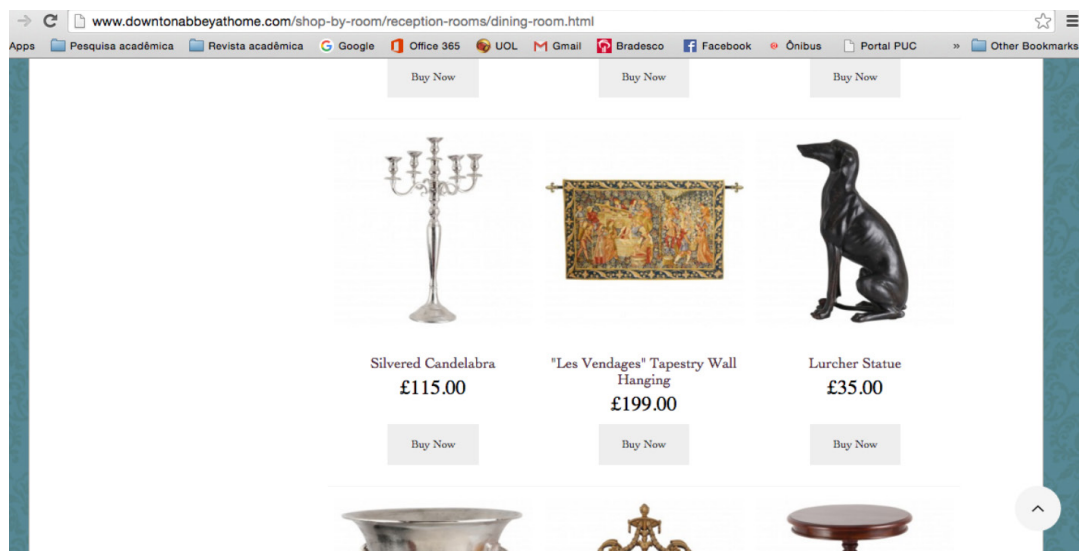 www.downtonabbeyathome.com/shop-by-room/reception-rooms/dining-room.html
Apps Pesquisa acadêmica Revista acadêmica Google Office 365 UOL Gmail Bradesco Facebook Ônibus Portal PUC » Other Bookmarks
Buy Now Buy Now Buy Now
Silvered Candelabra "Les Vendages" Tapestry Wall Lurcher Statue
£115.00 Hanging £35.00
£199.00
Buy Now Buy Now Buy Now